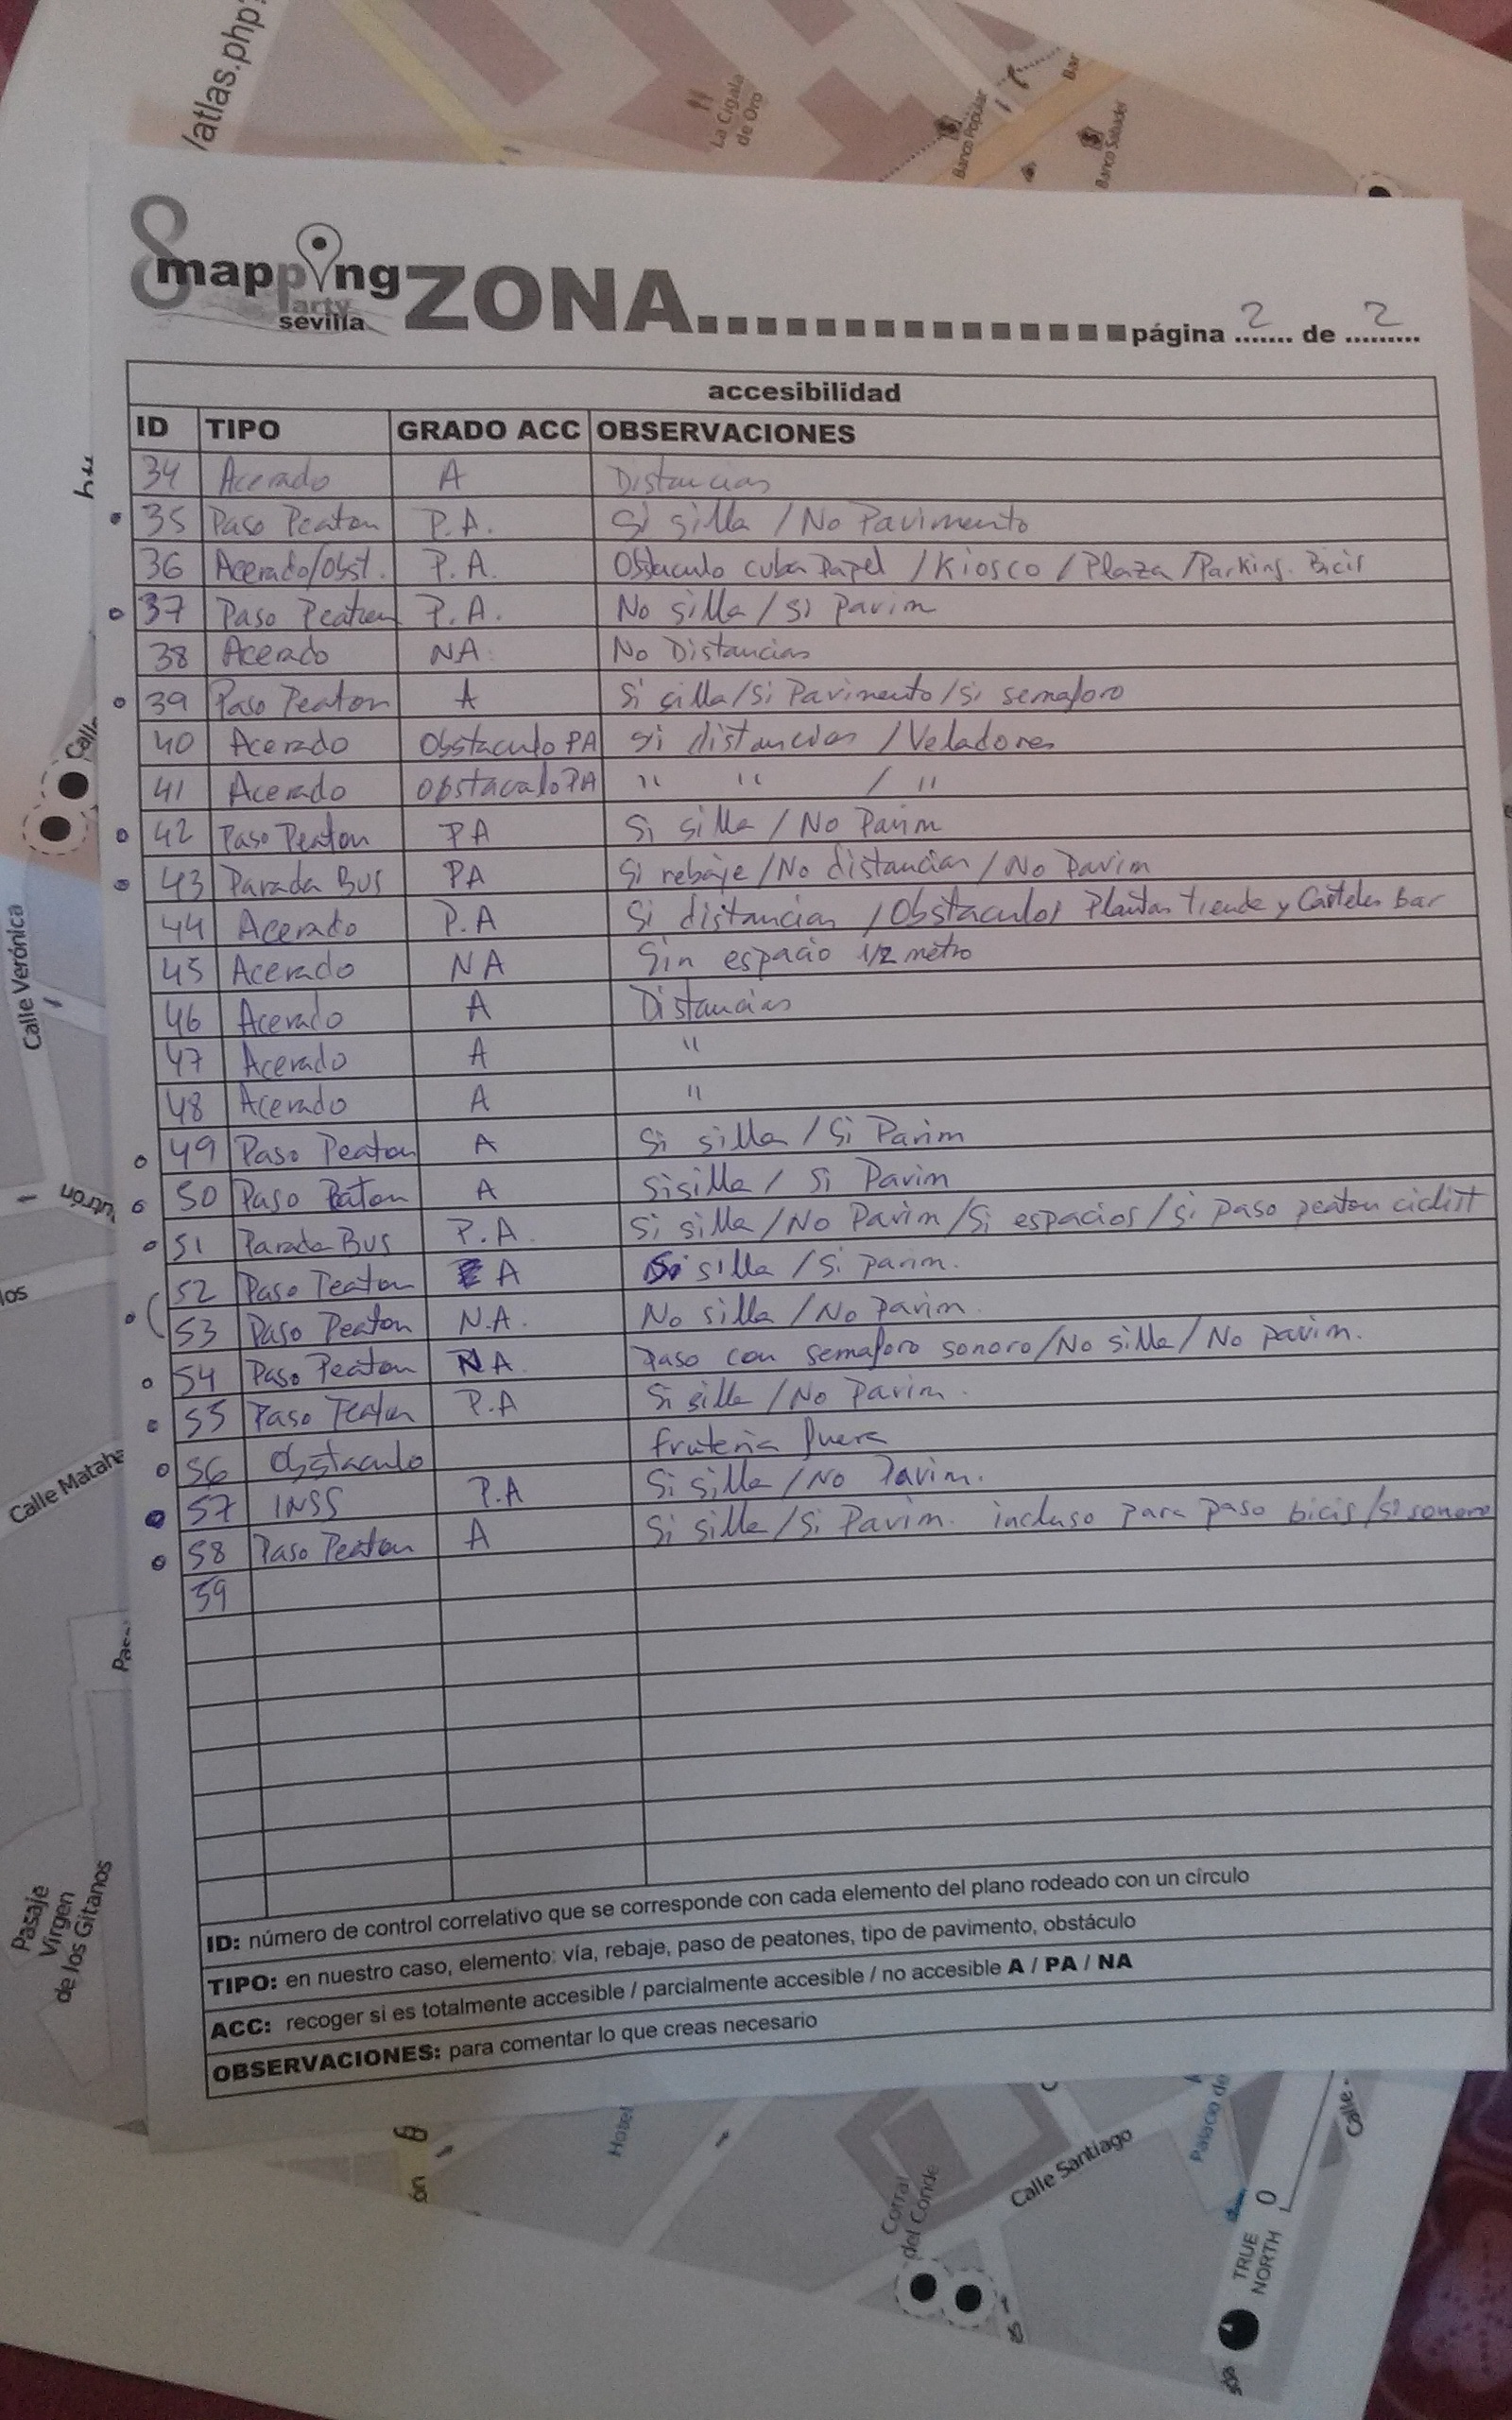 /atlas.php?
La Cigala
de Oro
Banco Popular
Bar
Banco Sabadel
8
mapping
party
sevilla
ZONA
página 2 de 2
accesibilidad
ID TIPO GRADO ACC OBSERVACIONES
34 Acerado A Distancias
35 Paso Peaton P.A. Si silla / No Pavimento
36 Acerado/Obst. P.A. Obstaculo cuba Papel / Kiosco / Plaza / Parking. Bicis
37 Paso Peaton P.A. No silla / si Pavim
38 Acerado NA No Distancias
39 Paso Peaton A Si silla / Si Pavimento / Si semaforo
40 Acerado Obstaculo PA Si distancias / Veladores
41 Acerado Obstaculo PA " " / "
42 Paso Peaton PA Si silla / No Pavim
43 Parada Bus PA Si rebaje / No distancias / No Pavim
44 Acerado P.A Si distancias / Obstaculos Plantas tienda y Carteles Bar
45 Acerado NA Sin espacio 1/2 metro
46 Acerado A Distancias
47 Acerado A "
48 Acerado A "
49 Paso Peaton A Si silla / Si Pavim
50 Paso Peaton A Si silla / Si Pavim
51 Parada Bus P.A. Si silla / No Pavim / Si espacios / Si paso peaton ciclist
52 Paso Peaton A Si silla / Si pavim.
53 Paso Peaton N.A. No silla / No Pavim.
54 Paso Peaton NA. Paso con semaforo sonoro / No silla / No pavim.
55 Paso Peaton P.A Si silla / No Pavim.
56 Obstaculo fruteria fuera
57 INSS P.A Si silla / No Pavim.
58 Paso Peaton A Si silla / Si Pavim. incluso para paso bicis / si sonoro
59
ID: número de control correlativo que se corresponde con cada elemento del plano rodeado con un círculo
TIPO: en nuestro caso, elemento: vía, rebaje, paso de peatones, tipo de pavimento, obstáculo
ACC: recoger si es totalmente accesible / parcialmente accesible / no accesible A / PA / NA
OBSERVACIONES: para comentar lo que creas necesario
Calle Verónica
Calle Mataha
Pasaje
Virgen
de los Gitanos
Hotel
Corral
del Conde
Calle Santiago
Palacio de
Calle
TRUE
NORTH
0